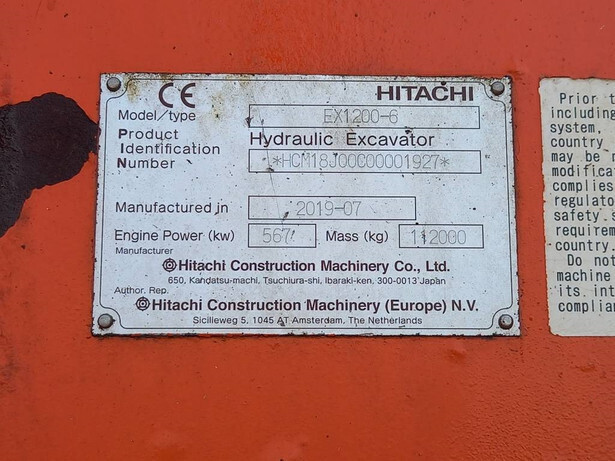 CE HITACHI
Model/type EX1200-6
Product Hydraulic Excavator
Identification
Number *HCM18J00C00001927*
Manufactured in 2019-07
Engine Power (kw) 567 Mass (kg) 112000
Manufacturer
Hitachi Construction Machinery Co., Ltd.
650, Kandatsu-machi, Tsuchiura-shi, Ibaraki-ken, 300-0013 Japan
Author. Rep.
Hitachi Construction Machinery (Europe) N.V.
Sicilieweg 5, 1045 AT Amsterdam, The Netherlands
Prior t
including
system,
country
may be r
modificat
complies
regulator
safety s
requirem
country.
Do not
machine
its int
complian